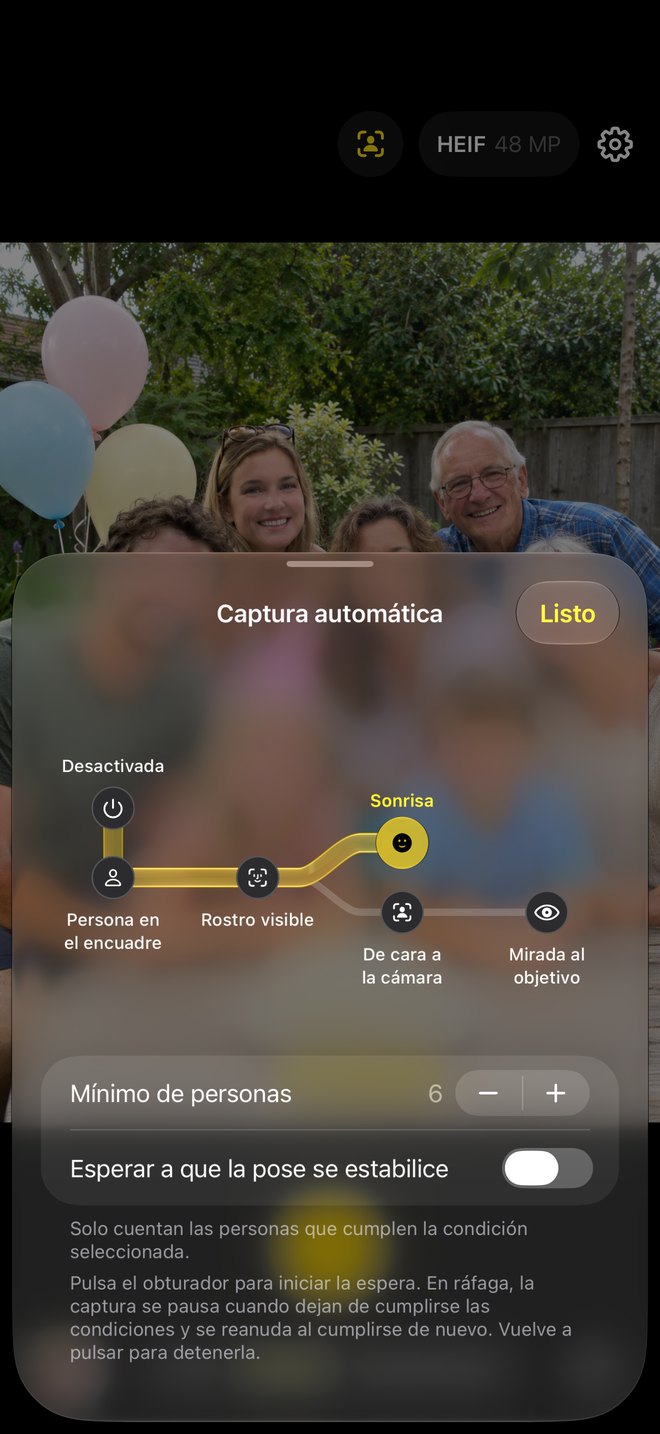 HEIF 48 MP
Captura automática
Listo
Desactivada
Sonrisa
Persona en
el encuadre
Rostro visible
De cara a
la cámara
Mirada al
objetivo
Mínimo de personas 6
Esperar a que la pose se estabilice
Solo cuentan las personas que cumplen la condición
seleccionada.
Pulsa el obturador para iniciar la espera. En ráfaga, la
captura se pausa cuando dejan de cumplirse las
condiciones y se reanuda al cumplirse de nuevo. Vuelve a
pulsar para detenerla.